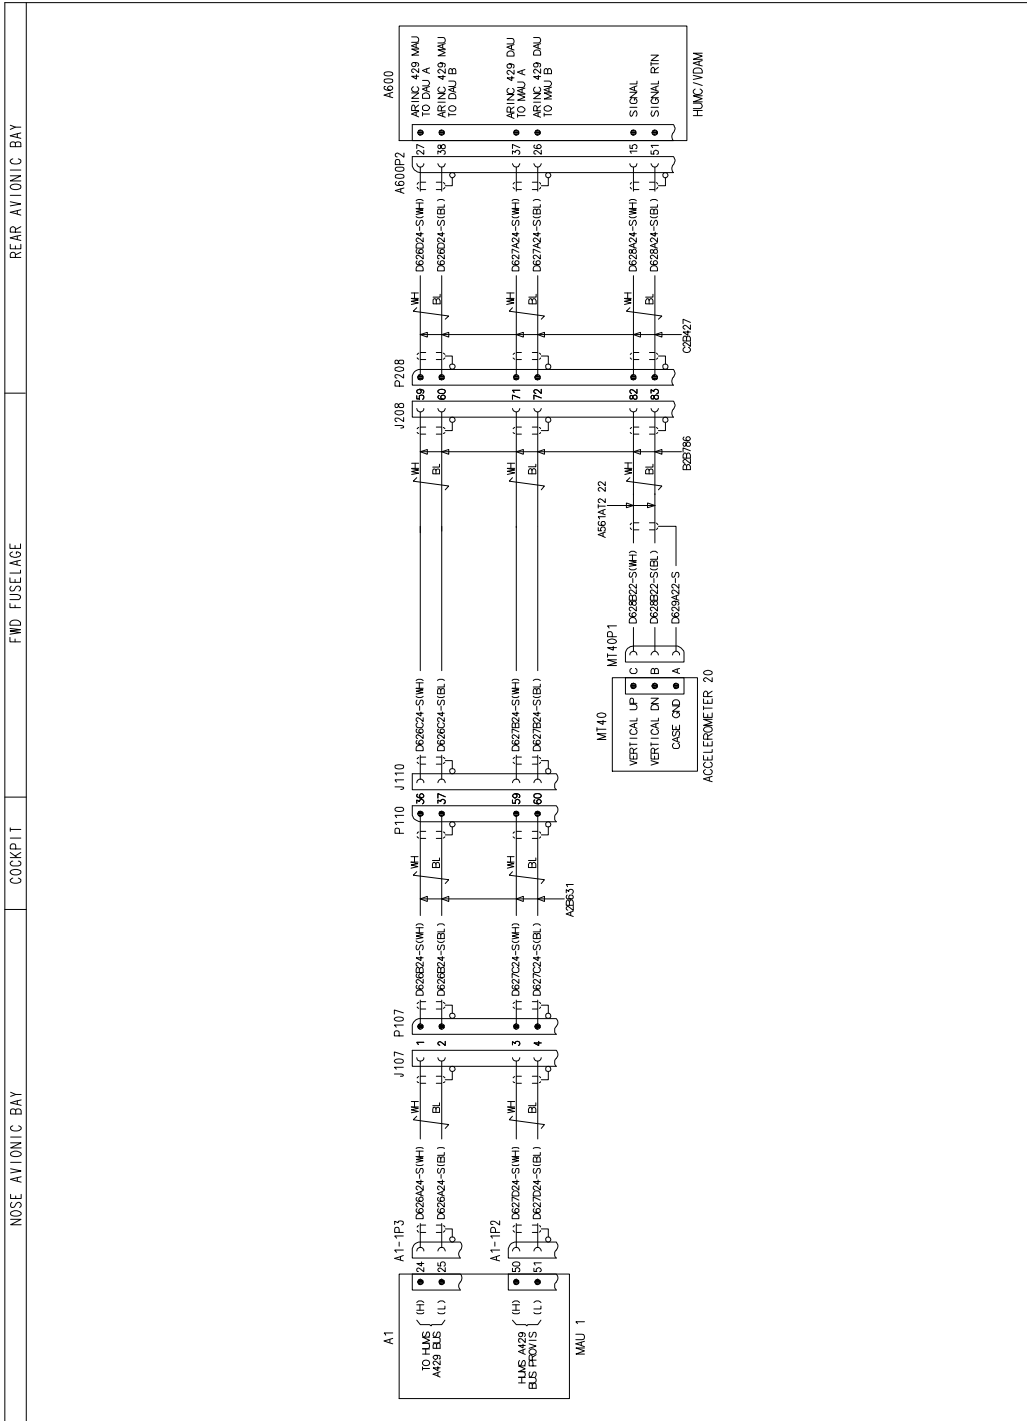 REAR AVIONIC BAY
FWD FUSELAGE
COCKPIT
NOSE AVIONIC BAY
A600
ARINC 429 MAU
TO DAU A
ARINC 429 MAU
TO DAU B
ARINC 429 DAU
TO MAU A
ARINC 429 DAU
TO MAU B
SIGNAL
SIGNAL RTN
HUMC/VDAM
A600P2
27
38
37
26
15
51
D626D24-S(WH)
D626D24-S(BL)
D627A24-S(WH)
D627A24-S(BL)
D628A24-S(WH)
D628A24-S(BL)
WH
BL
WH
BL
WH
BL
C2B427
P208
59
60
71
72
82
83
J208
B2B786
WH
BL
WH
BL
WH
BL
A561AT2 22
D628B22-S(WH)
D628B22-S(BL)
D629A22-S
MT40P1
C
B
A
MT40
VERTICAL UP
VERTICAL DN
CASE GND
ACCELEROMETER 20
D626C24-S(WH)
D626C24-S(BL)
D627B24-S(WH)
D627B24-S(BL)
J110
36
37
59
60
P110
WH
BL
WH
BL
A2B631
D626B24-S(WH)
D626B24-S(BL)
D627C24-S(WH)
D627C24-S(BL)
P107
1
2
3
4
J107
WH
BL
WH
BL
D626A24-S(WH)
D626A24-S(BL)
D627D24-S(WH)
D627D24-S(BL)
A1-1P3
24
25
A1-1P2
50
51
A1
(H)
(L)
TO HUMS
A429 BUS
(H)
(L)
HUMS A429
BUS PROVIS
MAU 1